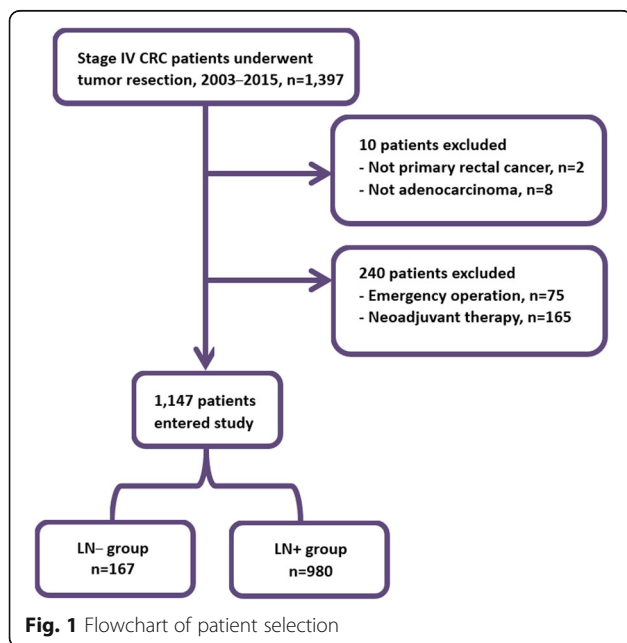 Stage IV CRC patients underwent
tumor resection, 2003–2015, n=1,397
10 patients excluded
- Not primary rectal cancer, n=2
- Not adenocarcinoma, n=8
240 patients excluded
- Emergency operation, n=75
- Neoadjuvant therapy, n=165
1,147 patients
entered study
LN– group
n=167
LN+ group
n=980
Fig. 1 Flowchart of patient selection